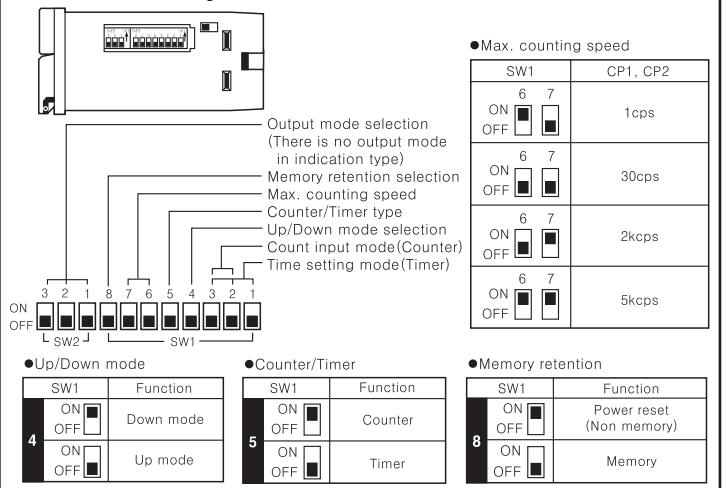 SW2 SW1
Output mode selection
(There is no output mode
in indication type)
Memory retention selection
Max. counting speed
Counter/Timer type
Up/Down mode selection
Count input mode(Counter)
Time setting mode(Timer)
3 2 1 8 7 6 5 4 3 2 1
ON
OFF
SW2 SW1
●Max. counting speed
SW1 CP1, CP2
6 7
ON
OFF
1cps
6 7
ON
OFF
30cps
6 7
ON
OFF
2kcps
6 7
ON
OFF
5kcps
●Up/Down mode
SW1 Function
4
ON
OFF
Down mode
ON
OFF
Up mode
●Counter/Timer
SW1 Function
5
ON
OFF
Counter
ON
OFF
Timer
●Memory retention
SW1 Function
8
ON
OFF
Power reset
(Non memory)
ON
OFF
Memory